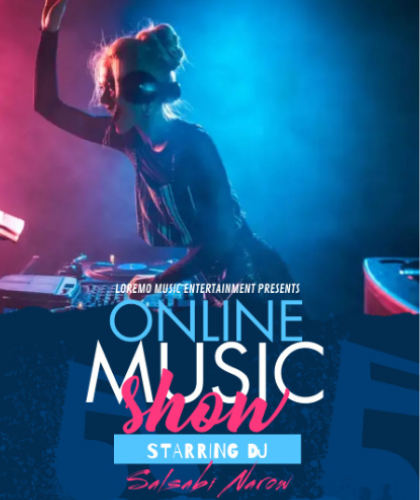 LOREMO MUSIC ENTERTAINMENT PRESENTS
ONLINE
MUSIC
show
STARRING DJ
Salsabi Narow